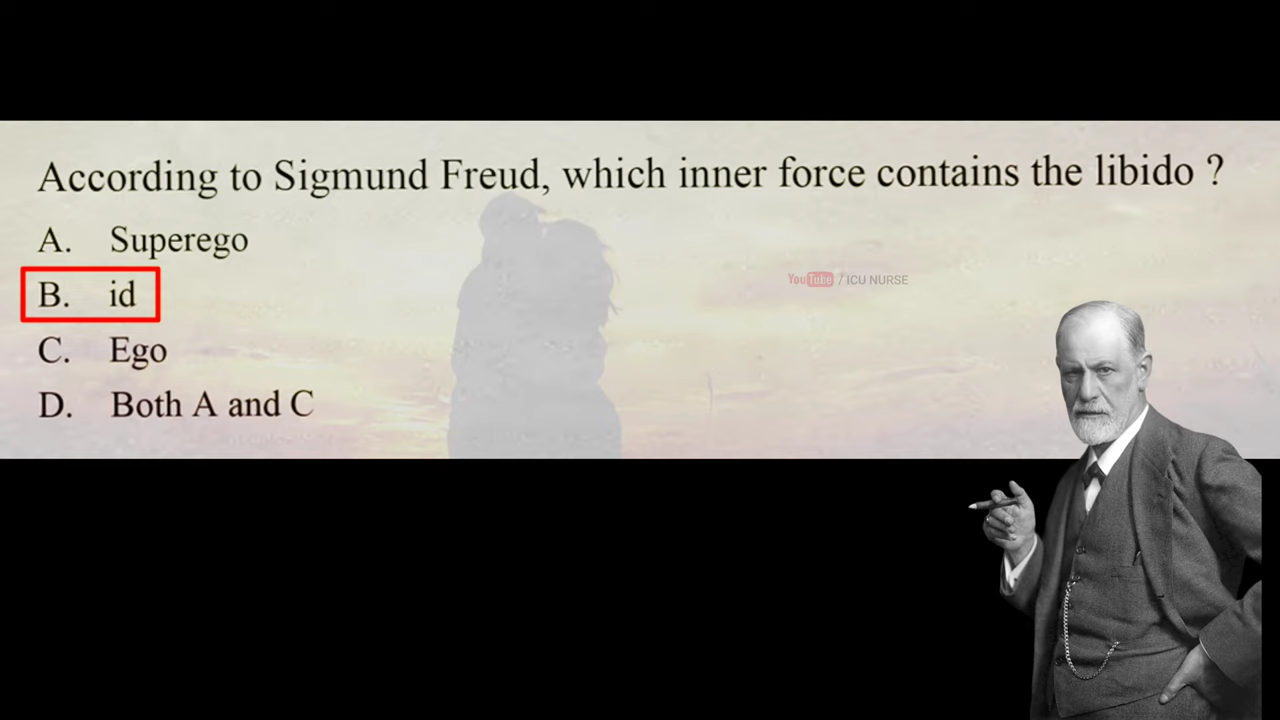 According to Sigmund Freud, which inner force contains the libido ?
A. Superego
B. id
YouTube / ICU NURSE
C. Ego
D. Both A and C